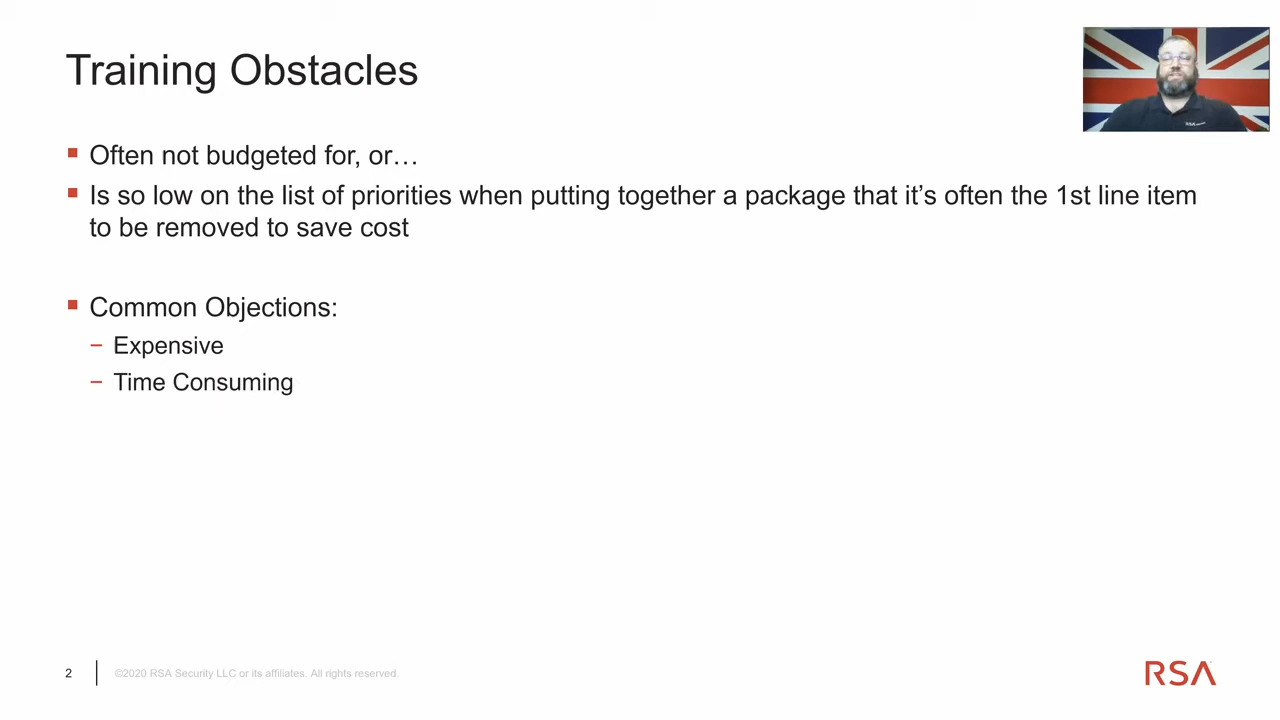 Training Obstacles
Often not budgeted for, or…
Is so low on the list of priorities when putting together a package that it’s often the 1st line item
to be removed to save cost
Common Objections:
− Expensive
− Time Consuming
2
©2020 RSA Security LLC or its affiliates. All rights reserved.
RSA